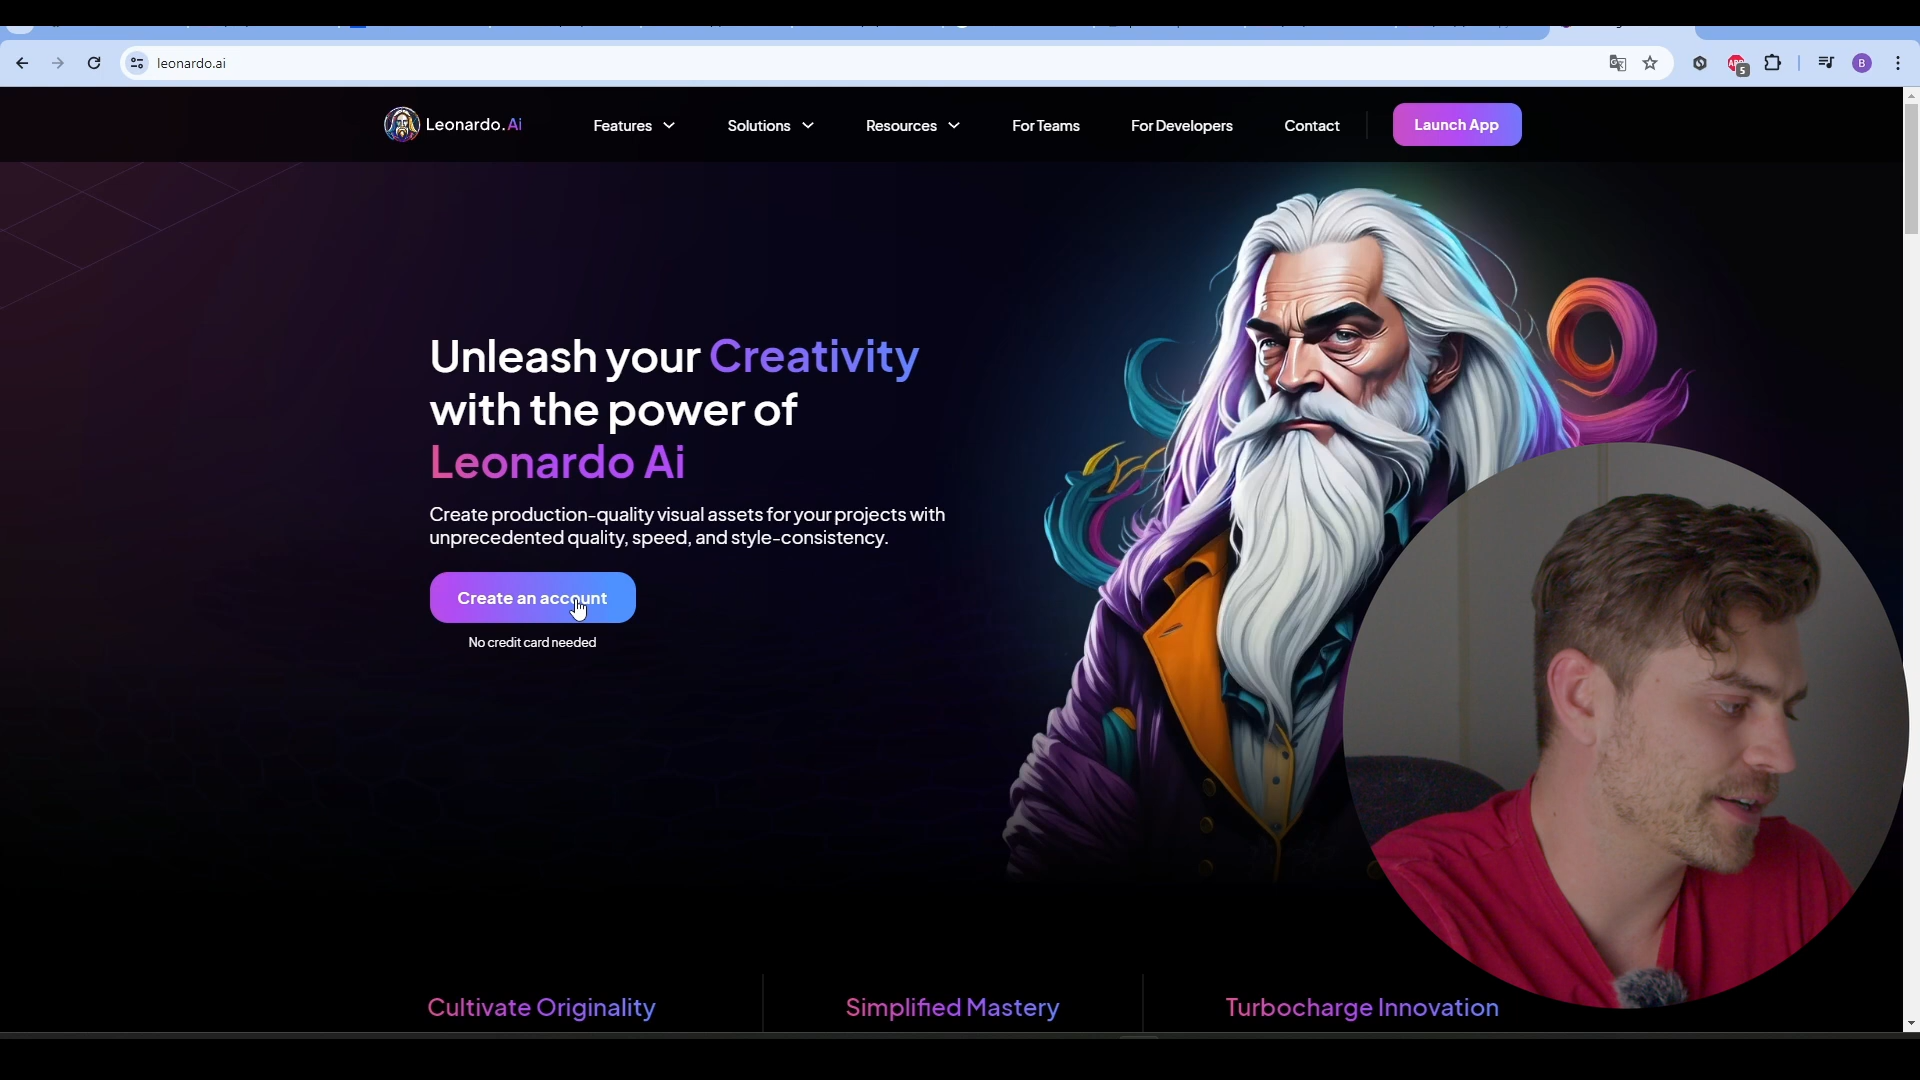 leonardo.ai
5
B
Leonardo.Ai
Features
Solutions
Resources
For Teams
For Developers
Contact
Launch App
Unleash your Creativity
with the power of
Leonardo Ai
Create production-quality visual assets for your projects with
unprecedented quality, speed, and style-consistency.
Create an account
No credit card needed
Cultivate Originality
Simplified Mastery
Turbocharge Innovation